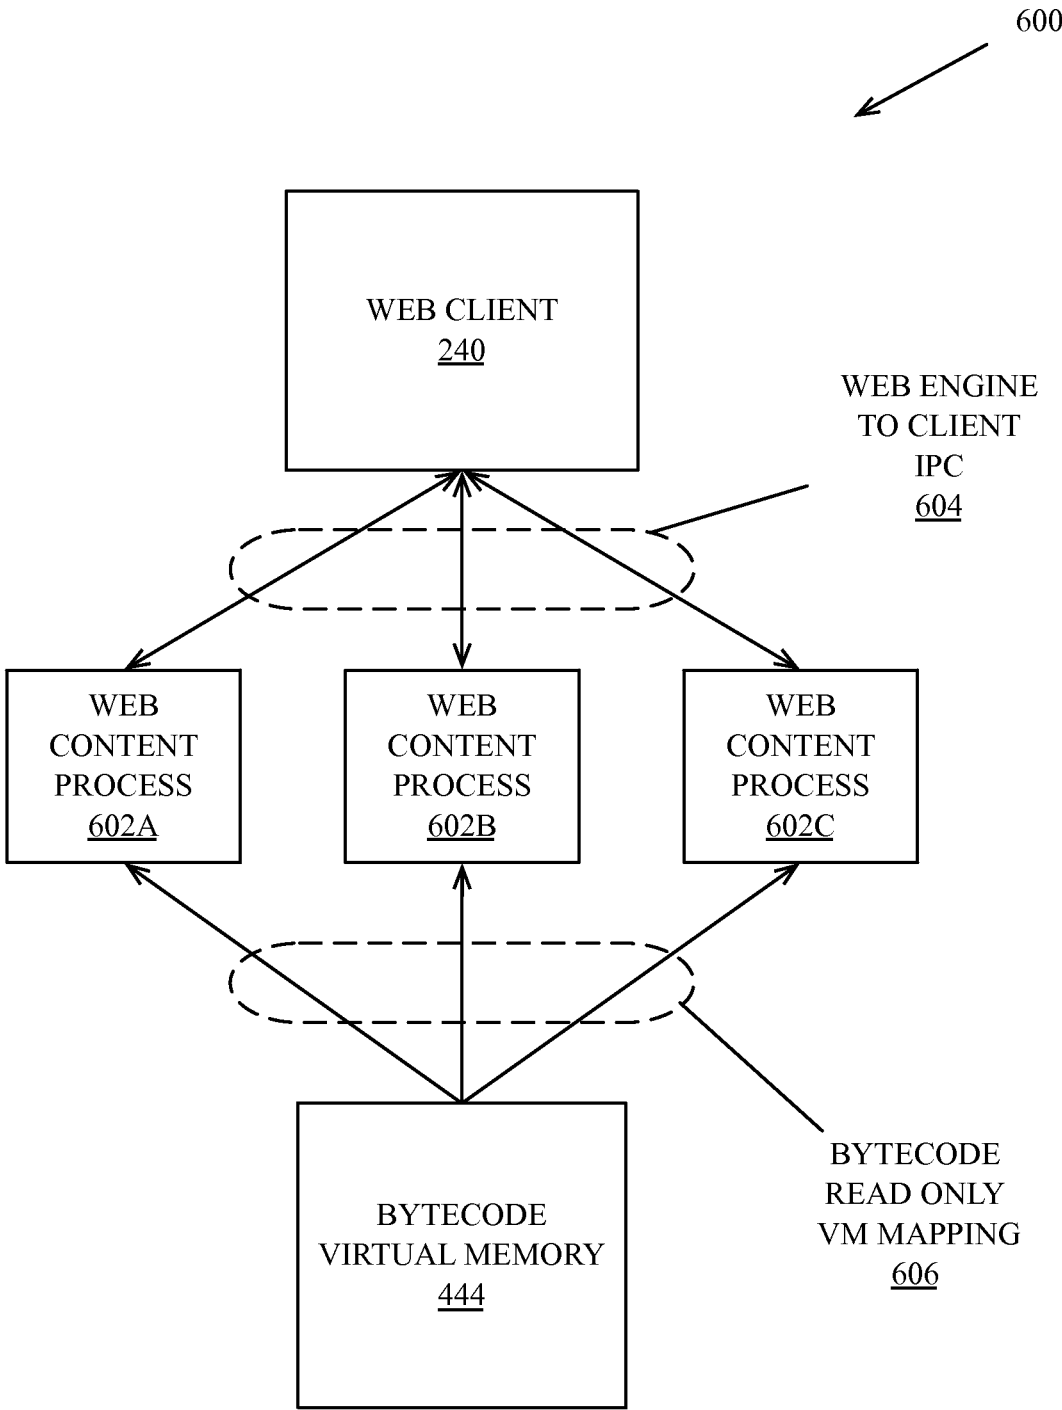 600
WEB CLIENT
240
WEB ENGINE
TO CLIENT
IPC
604
WEB
CONTENT
PROCESS
602A
WEB
CONTENT
PROCESS
602B
WEB
CONTENT
PROCESS
602C
BYTECODE
READ ONLY
VM MAPPING
606
BYTECODE
VIRTUAL MEMORY
444